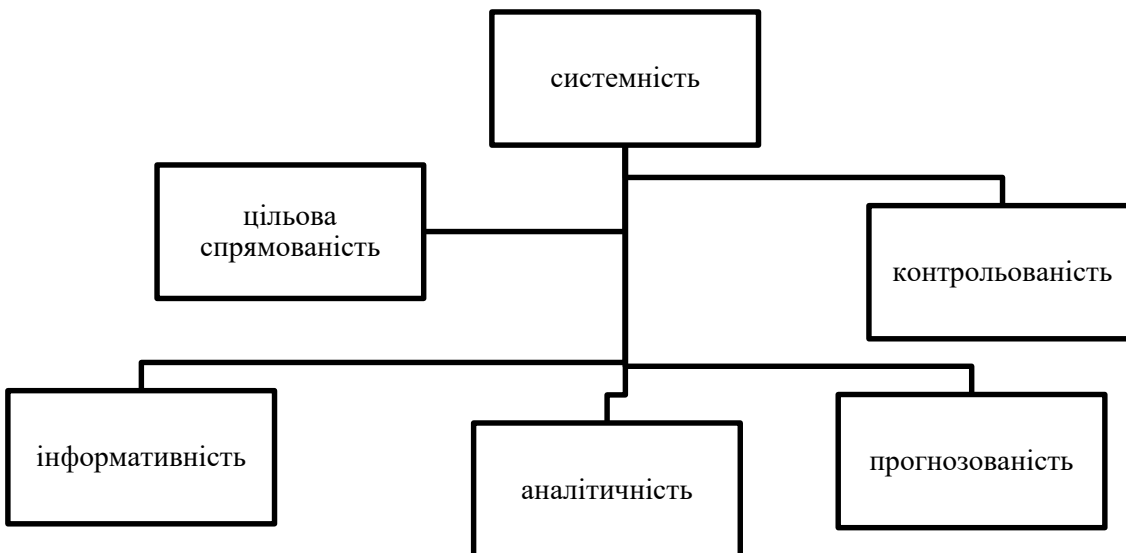 системність
цільова
спрямованість
контрольованість
інформативність
аналітичність
прогнозованість